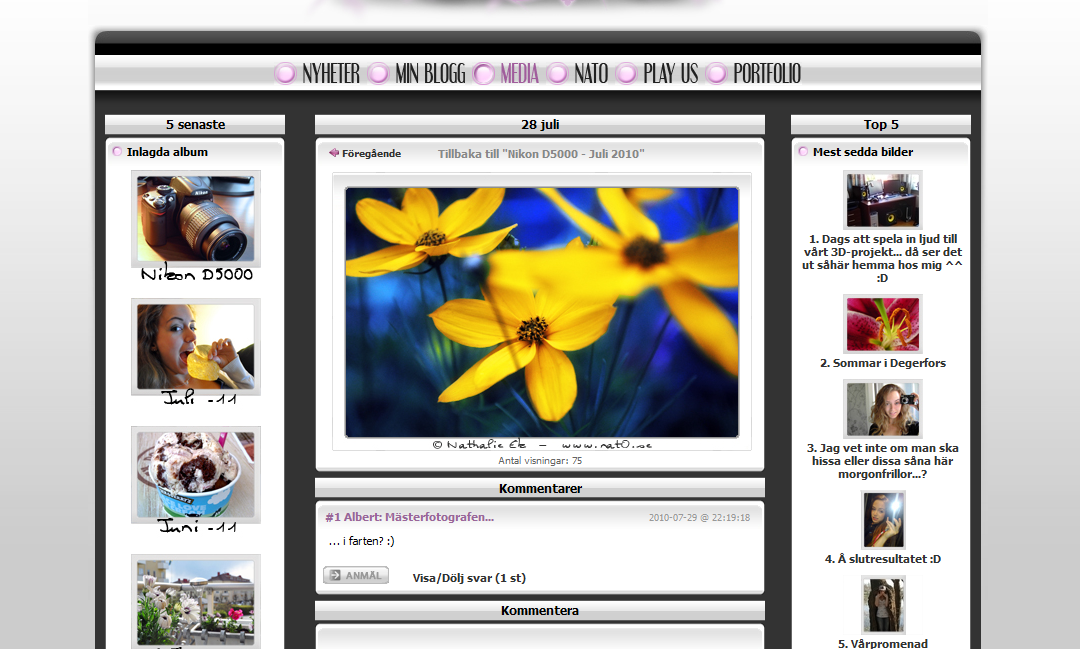 NYHETER MIN BLOGG MEDIA NATO PLAY US PORTFOLIO
5 senaste
Inlagda album
Nikon D5000
Juli -11
Juni -11
28 juli
Föregående Tillbaka till "Nikon D5000 - Juli 2010"
© Nathalie Ek - www.nat0.se
Antal visningar: 75
Kommentarer
#1 Albert: Mästerfotografen... 2010-07-29 @ 22:19:18
... i farten? :)
ANMÄL Visa/Dölj svar (1 st)
Kommentera
Top 5
Mest sedda bilder
1. Dags att spela in ljud till
vårt 3D-projekt... då ser det
ut såhär hemma hos mig ^^
:D
2. Sommar i Degerfors
3. Jag vet inte om man ska
hissa eller dissa såna här
morgonfrillor...?
4. Å slutresultatet :D
5. Vårpromenad